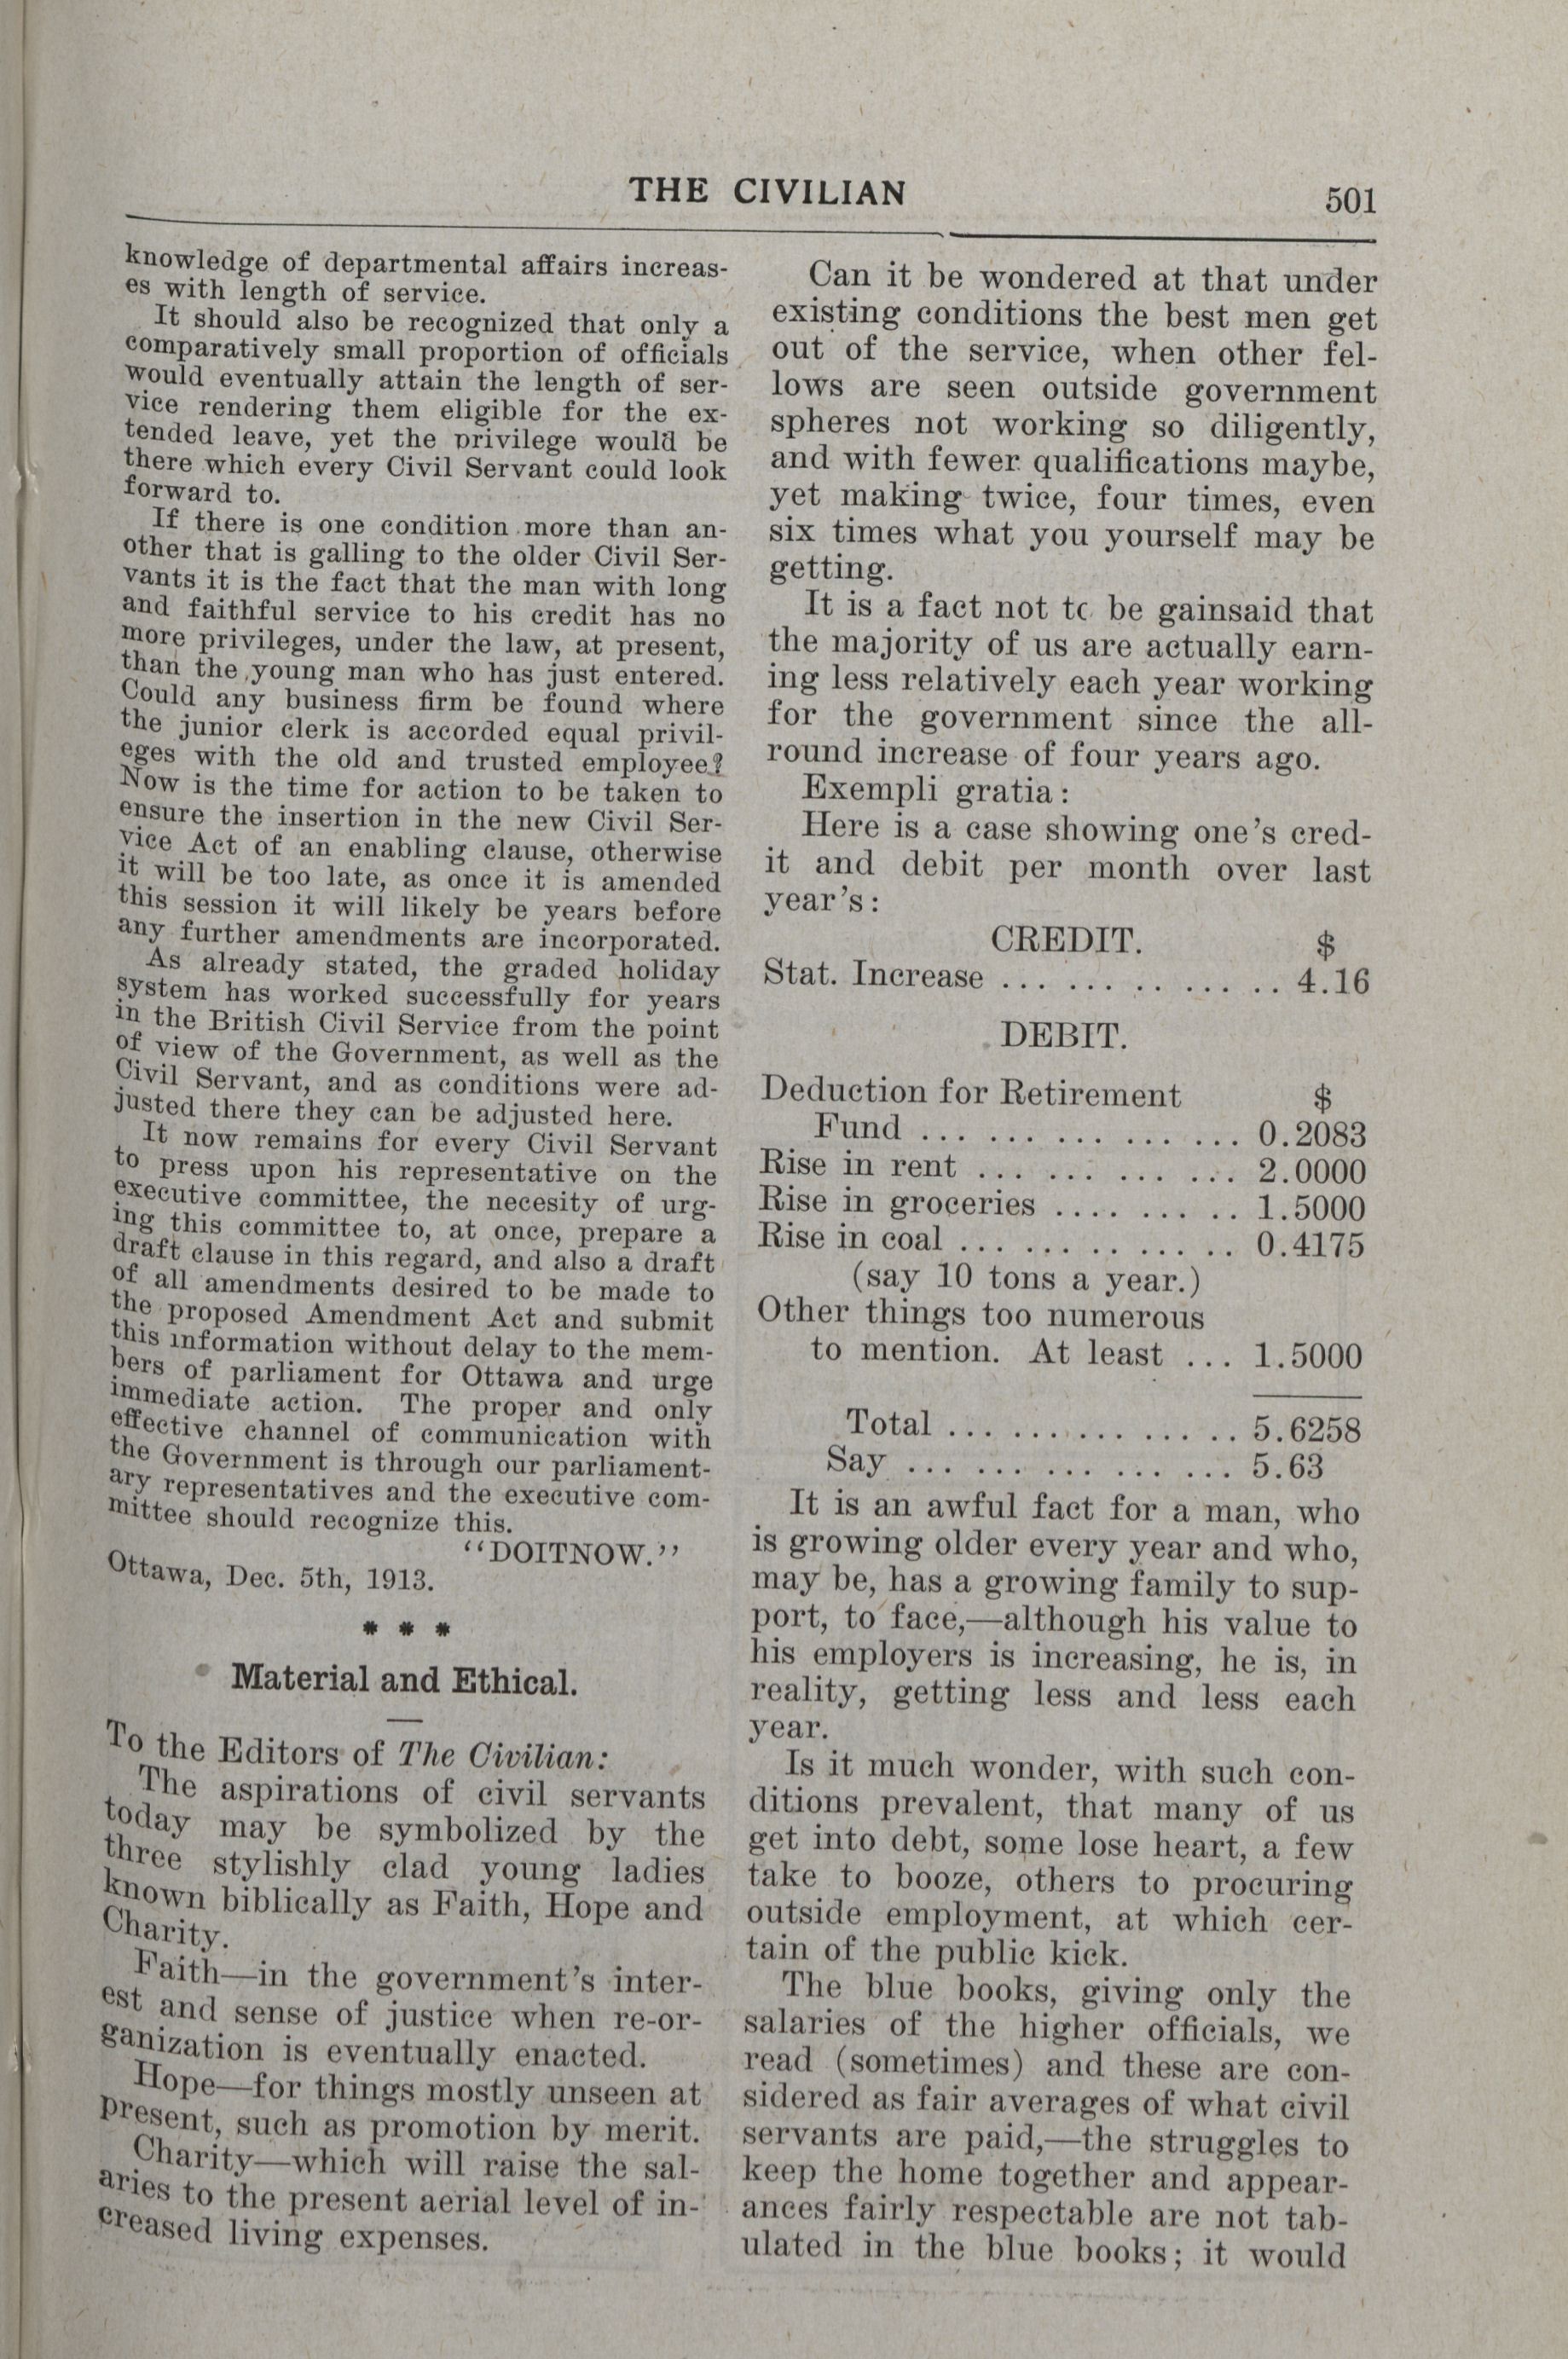 THE CIVILIAN
501
knowledge of departmental affairs increas-
es with length of service.
It should also be recognized that only a
comparatively small proportion of officials
would eventually attain the length of ser-
vice rendering them eligible for the ex-
tended leave, yet the privilege would be
there which every Civil Servant could look
forward to.
If there is one condition more than an-
other that is galling to the older Civil Ser-
vants it is the fact that the man with long
and faithful service to his credit has no
more privileges, under the law, at present,
than the young man who has just entered.
Could any business firm be found where
the junior clerk is accorded equal privil-
eges with the old and trusted employee?
Now is the time for action to be taken to
ensure the insertion in the new Civil Ser-
vice Act of an enabling clause, otherwise
it will be too late, as once it is amended
this session it will likely be years before
any further amendments are incorporated.
As already stated, the graded holiday
system has worked successfully for years
in the British Civil Service from the point
of view of the Government, as well as the
Civil Servant, and as conditions were ad-
justed there they can be adjusted here.
It now remains for every Civil Servant
to press upon his representative on the
executive committee, the necesity of urg-
ing this committee to, at once, prepare a
draft clause in this regard, and also a draft
of all amendments desired to be made to
the proposed Amendment Act and submit
this information without delay to the mem-
bers of parliament for Ottawa and urge
immediate action. The proper and only
effective channel of communication with
the Government is through our parliament-
ary representatives and the executive com-
mittee should recognize this.
"DOITNOW."
Ottawa, Dec. 5th, 1913.
* * *
Material and Ethical.
To the Editors of The Civilian:
The aspirations of civil servants
today may be symbolized by the
three stylishly clad young ladies
known biblically as Faith, Hope and
Charity.
Faith—in the government's inter-
est and sense of justice when re-or-
ganization is eventually enacted.
Hope—for things mostly unseen at
present, such as promotion by merit.
Charity—which will raise the sal-
aries to the present aerial level of in-
creased living expenses.
Can it be wondered at that under
existing conditions the best men get
out of the service, when other fel-
lows are seen outside government
spheres not working so diligently,
and with fewer qualifications maybe,
yet making twice, four times, even
six times what you yourself may be
getting.
It is a fact not to be gainsaid that
the majority of us are actually earn-
ing less relatively each year working
for the government since the all-
round increase of four years ago.
Exempli gratia:
Here is a case showing one's cred-
it and debit per month over last
year's:
CREDIT. $
Stat. Increase ... ... .. ... .. 4.16
DEBIT.
Deduction for Retirement $
Fund ... ... ... ... ... 0.2083
Rise in rent ... ... ... ... 2.0000
Rise in groceries .... ... .. 1.5000
Rise in coal ... ... .. ... .. 0.4175
(say 10 tons a year.)
Other things too numerous
to mention. At least ... 1.5000
Total ... ... ... ... .. 5.6258
Say ... ... ... ... ... 5.63
It is an awful fact for a man, who
is growing older every year and who,
may be, has a growing family to sup-
port, to face,—although his value to
his employers is increasing, he is, in
reality, getting less and less each
year.
Is it much wonder, with such con-
ditions prevalent, that many of us
get into debt, some lose heart, a few
take to booze, others to procuring
outside employment, at which cer-
tain of the public kick.
The blue books, giving only the
salaries of the higher officials, we
read (sometimes) and these are con-
sidered as fair averages of what civil
servants are paid,—the struggles to
keep the home together and appear-
ances fairly respectable are not tab-
ulated in the blue books; it would